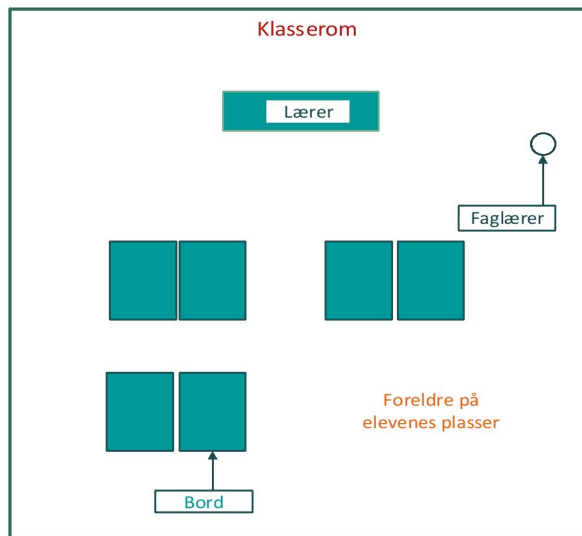 Klasserom
Lærer
Faglærer
Foreldre på
elevenes plasser
Bord